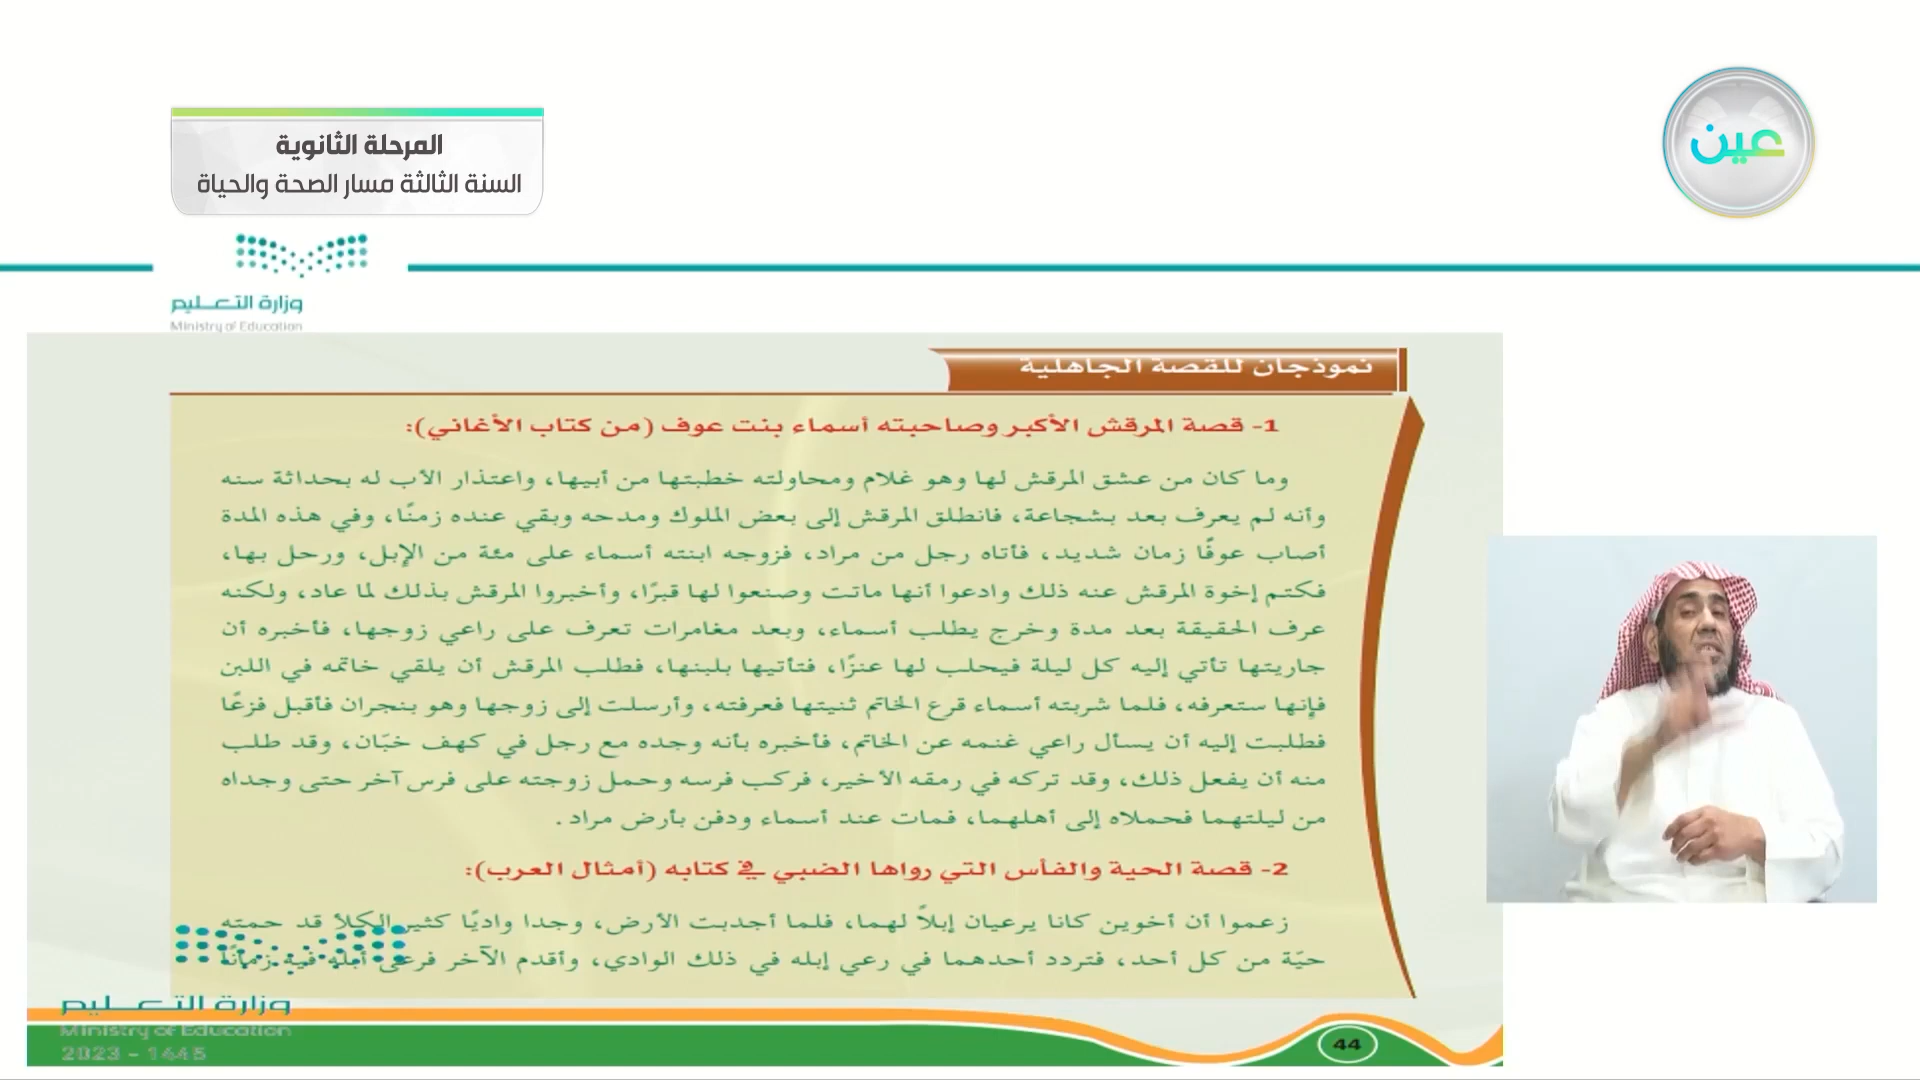 المرحلة الثانوية
السنة الثالثة مسار الصحة والحياة
عين
وزارة التعليم
Ministry of Education
نموذجان للقصة الجاهلية
1- قصة المرقش الأكبر وصاحبته أسماء بنت عوف (من كتاب الأغاني):
وما كان من عشق المرقش لها وهو غلام ومحاولته خطبتها من أبيها، واعتذار الأب له بحداثة سنه
وأنه لم يعرف بعد بشجاعة، فانطلق المرقش إلى بعض الملوك ومدحه وبقي عنده زمنًا، وفي هذه المدة
أصاب عوفًا زمان شديد، فأتاه رجل من مراد، فزوجه ابنته أسماء على مئة من الإبل، ورحل بها،
فكتم إخوة المرقش عنه ذلك وادعوا أنها ماتت وصنعوا لها قبرًا، وأخبروا المرقش بذلك لما عاد، ولكنه
عرف الحقيقة بعد مدة وخرج يطلب أسماء، وبعد مغامرات تعرف على راعي زوجها، فأخبره أن
جاريتها تأتي إليه كل ليلة فيحلب لها عنزًا، فتأتيها بلبنها، فطلب المرقش أن يلقي خاتمه في اللبن
فإنها ستعرفه، فلما شربته أسماء قرع الخاتم ثنيتها فعرفته، وأرسلت إلى زوجها وهو بنجران فأقبل فزعًا
فطلبت إليه أن يسأل راعي غنمه عن الخاتم، فأخبره بأنه وجده مع رجل في كهف خبّان، وقد طلب
منه أن يفعل ذلك، وقد تركه في رمقه الأخير، فركب فرسه وحمل زوجته على فرس آخر حتى وجداه
من ليلتهما فحملاه إلى أهلهما، فمات عند أسماء ودفن بأرض مراد .
2- قصة الحية والفأس التي رواها الضبي في كتابه (أمثال العرب):
زعموا أن أخوين كانا يرعيان إبلاً لهما، فلما أجدبت الأرض، وجدا واديًا كثير الكلأ قد حمته
حيّة من كل أحد، فتردد أحدهما في رعي إبله في ذلك الوادي، وأقدم الآخر فرعى أبله فيه زمانًا
وزارة التعليم
Ministry of Education
2023 - 1445
44